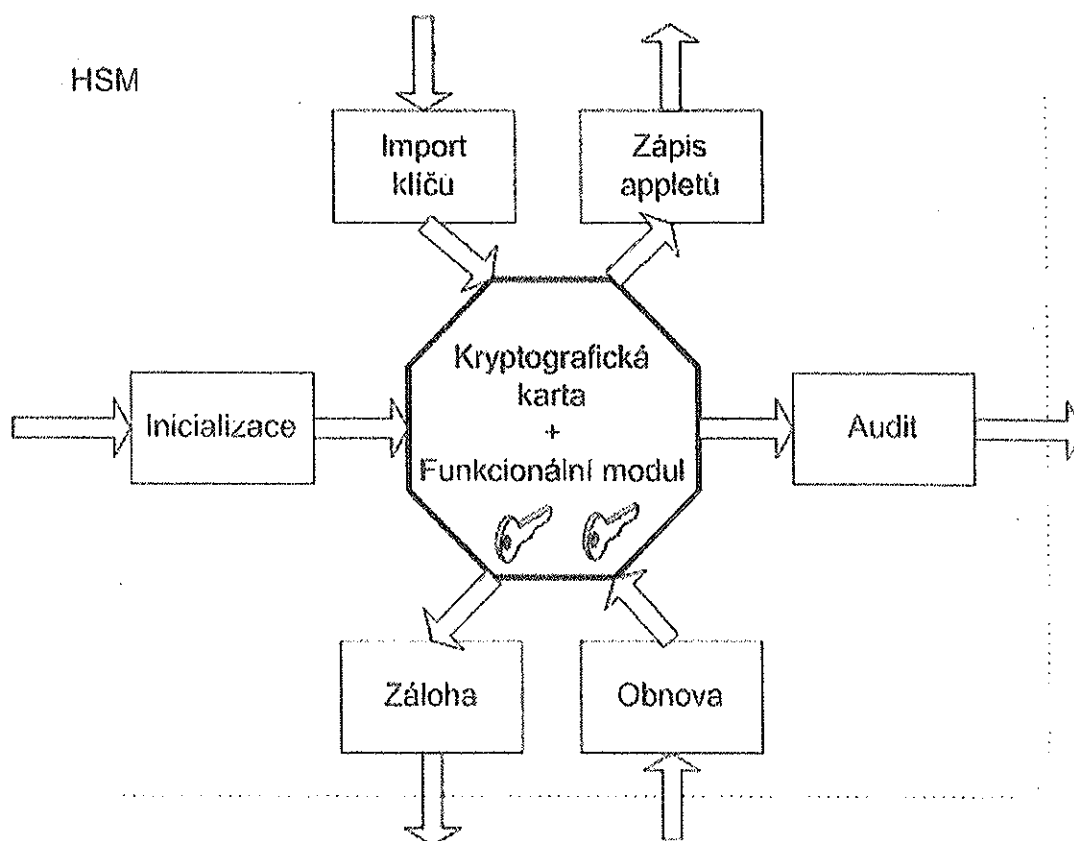 HSM
Import
klíčů
Zápis
appletů
Kryptografická
karta
+
Funkcionální modul
Inicializace
Audit
Záloha
Obnova